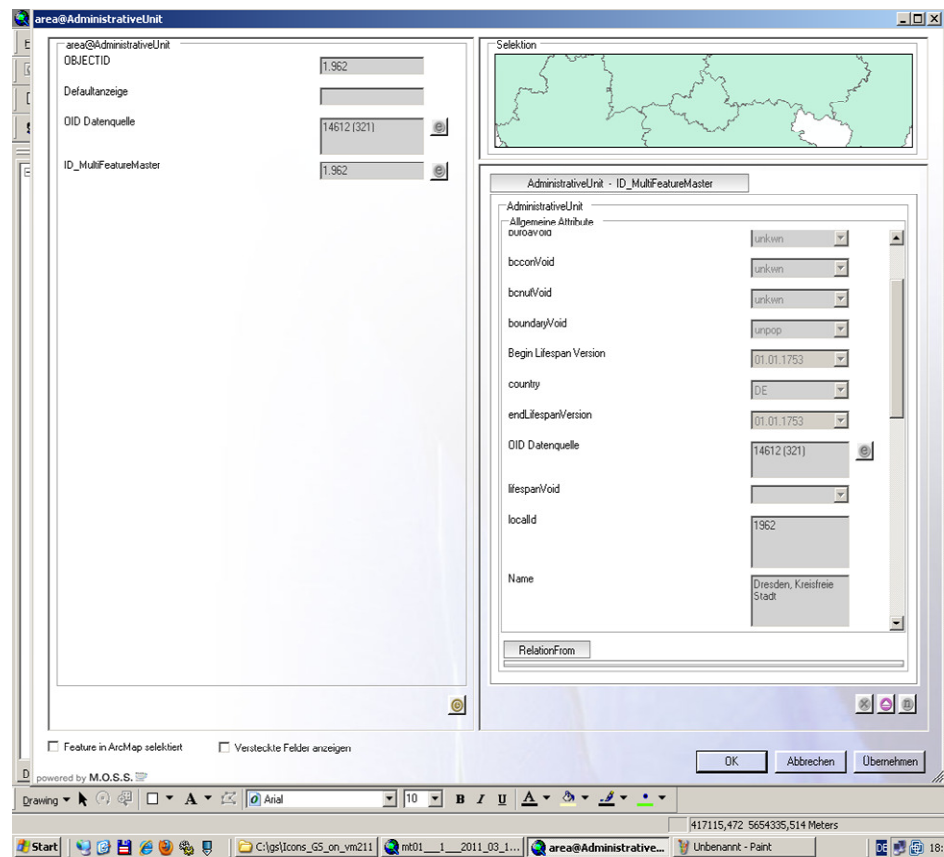 area@AdministrativeUnit
area@AdministrativeUnit
OBJECTID
1.962
Defaultanzeige
OID Datenquelle
14612 (321)
ID_MultiFeatureMaster
1.962
Selektion
AdministrativeUnit - ID_MultiFeatureMaster
AdministrativeUnit
Allgemeine Attribute
unkwn
bcconVoid
unkwn
bcnutVoid
unkwn
boundaryVoid
unpop
Begin Lifespan Version
01.01.1753
country
DE
endLifespanVersion
01.01.1753
OID Datenquelle
14612 (321)
lifespanVoid
localId
1962
Name
Dresden, Kreisfreie
Stadt
RelationFrom
Feature in ArcMap selektiert
Versteckte Felder anzeigen
OK
Abbrechen
Übernehmen
powered by M.O.S.S.
Drawing
A
Arial
10
B I U A
417115,472 5654335,514 Meters
Start
C:\gs\Icons_GS_on_vm211
mt01___1___2011_03_1...
area@Administrative...
Unbenannt - Paint
DE
18: